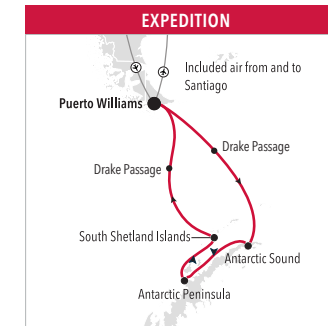 EXPEDITION
Included air from and to
Santiago
Puerto Williams
Drake Passage
Drake Passage
South Shetland Islands
Antarctic Sound
Antarctic Peninsula